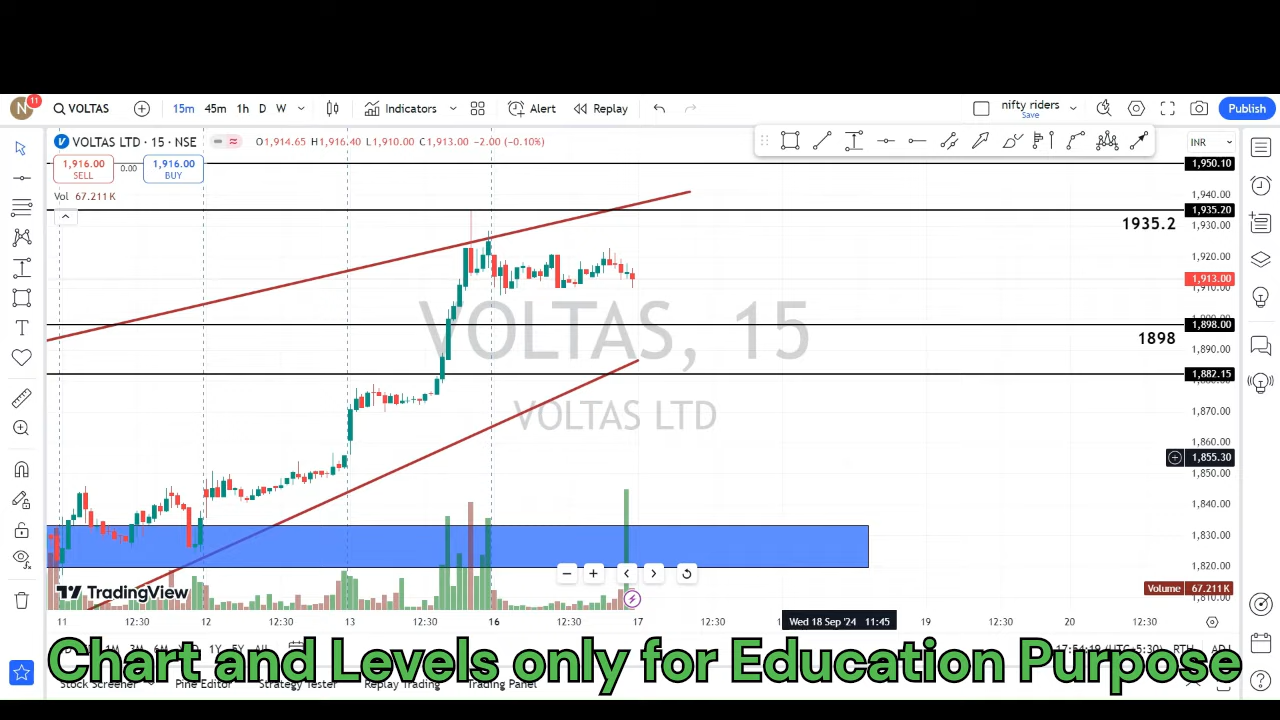 N 11 VOLTAS 15m 45m 1h D W Indicators Alert Replay nifty riders Publish
Save
VOLTAS LTD · 15 · NSE O1,914.65 H1,916.40 L1,910.00 C1,913.00 −2.00 (−0.10%) INR
1,916.00 0.00 1,916.00
SELL BUY
Vol 67.211 K
1,950.10
1,940.00
1,935.20
1935.2
1,930.00
1,920.00
1,913.00
1,910.00
1,898.00
1898
1,890.00
1,882.15
1,870.00
1,860.00
1,855.30
1,850.00
1,840.00
1,830.00
1,820.00
1,810.00
VOLTAS, 15
VOLTAS LTD
TradingView
Volume 67.211 K
11 12:30 12 12:30 13 12:30 16 12:30 17 12:30 Wed 18 Sep '24 11:45 19 12:30 20 12:30
Chart and Levels only for Education Purpose
Stock Screener Pine Editor Strategy Tester Replay Trading Trading Panel